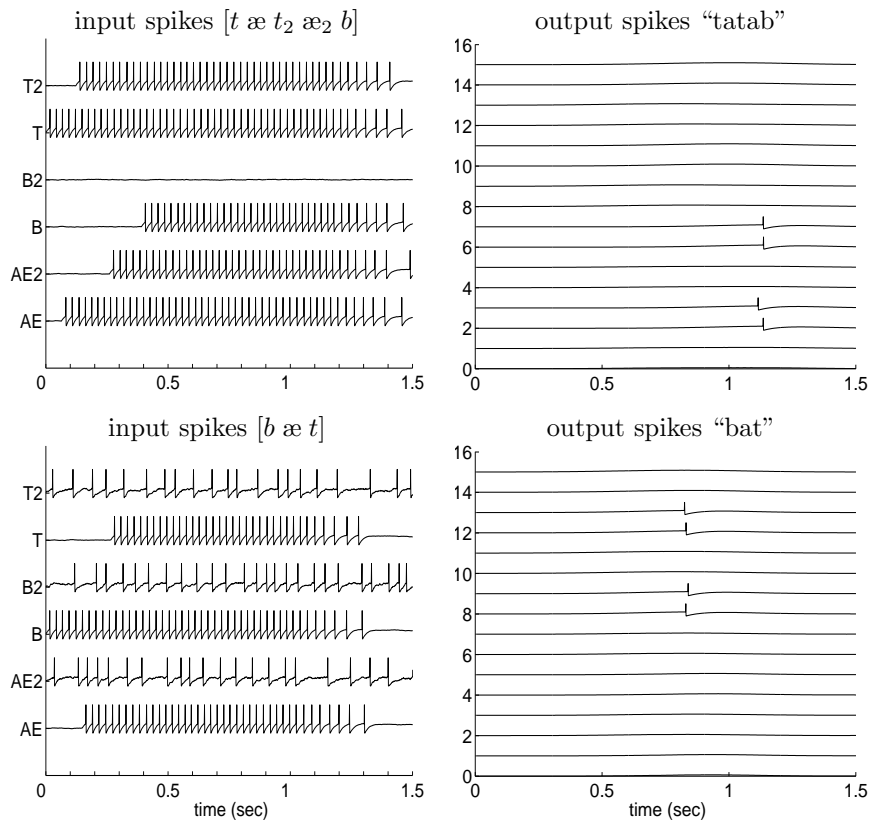 input spikes [t æ t₂ æ₂ b]
T2
T
B2
B
AE2
AE
0
0.5
1
1.5
output spikes “tatab”
16
14
12
10
8
6
4
2
0
0
0.5
1
1.5
input spikes [b æ t]
T2
T
B2
B
AE2
AE
0
0.5
1
1.5
time (sec)
output spikes “bat”
16
14
12
10
8
6
4
2
0
0
0.5
1
1.5
time (sec)